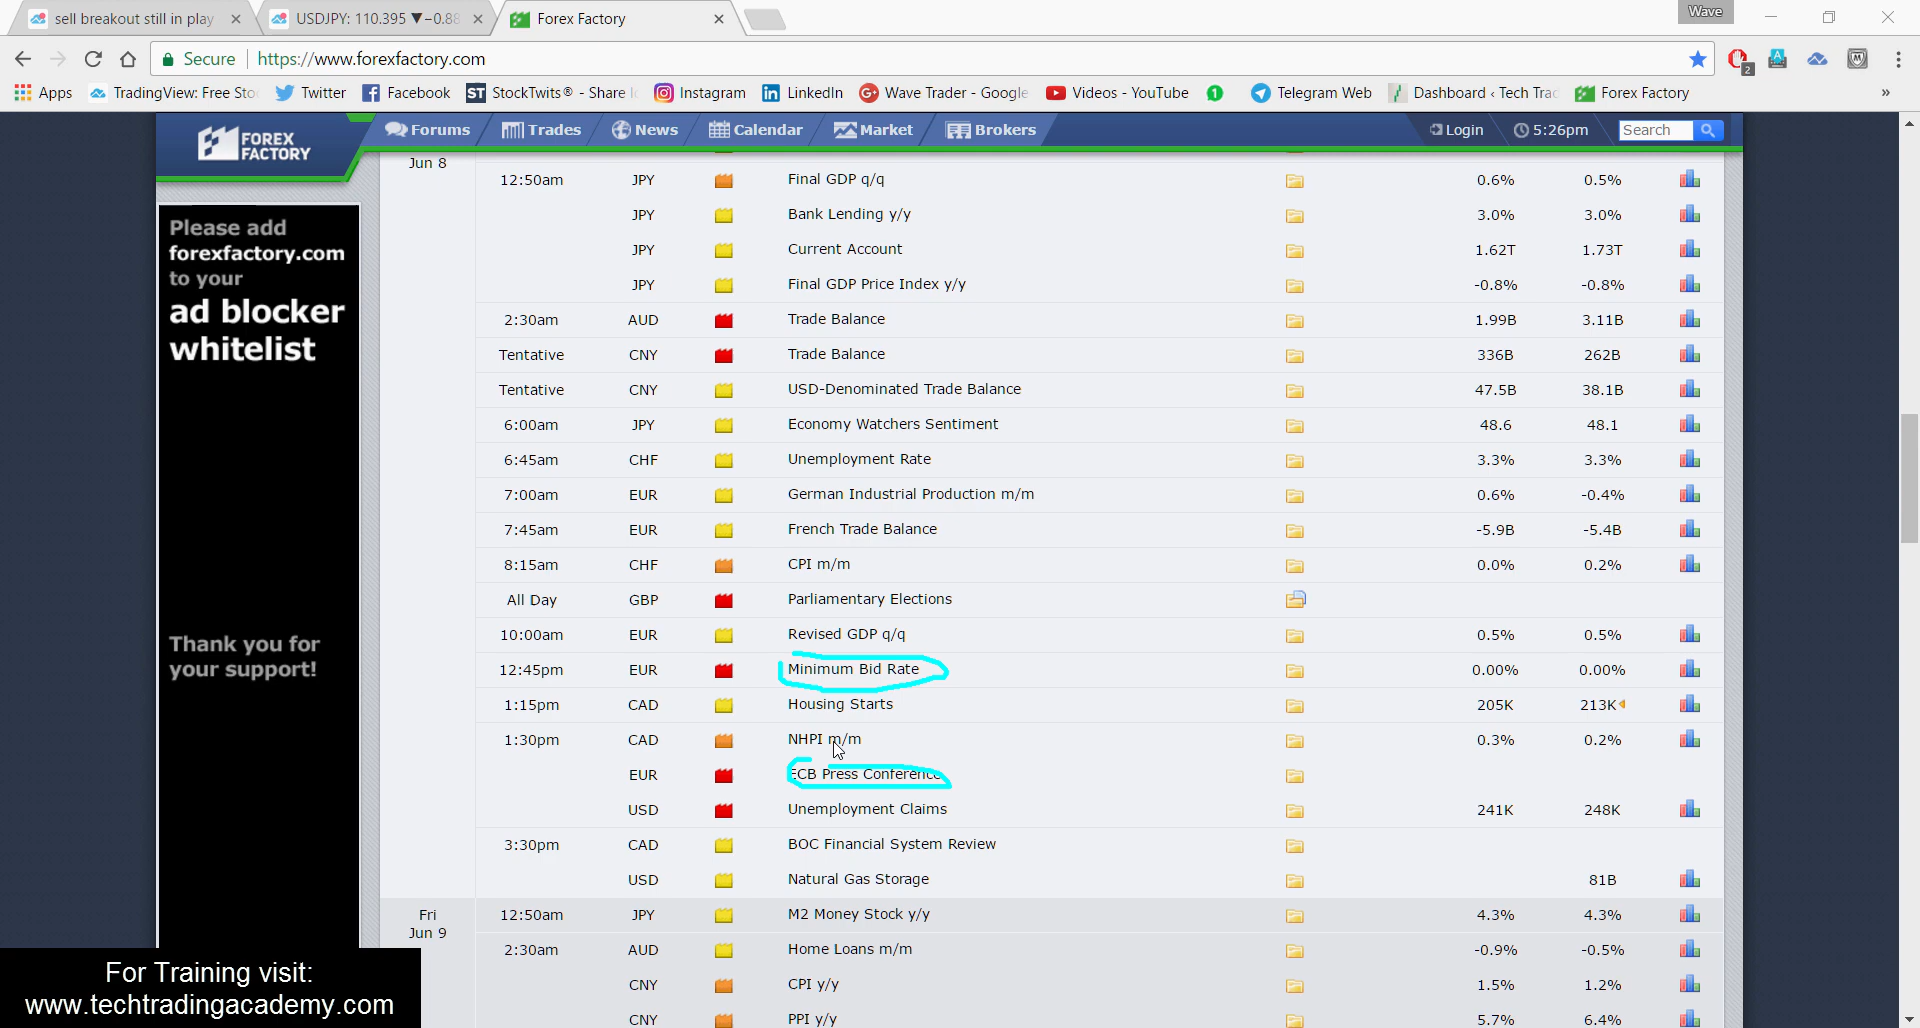 sell breakout still in play
USDJPY: 110.395 ▼−0.88
Forex Factory
Wave
Secure
https://www.forexfactory.com
2
Apps
TradingView: Free Sto
Twitter
Facebook
StockTwits® - Share
Instagram
LinkedIn
Wave Trader - Google
Videos - YouTube
1
Telegram Web
Dashboard ‹ Tech Tra
Forex Factory
»
FOREX
FACTORY
Forums
Trades
News
Calendar
Market
Brokers
Login
5:26pm
Search
Please add
forexfactory.com
to your
ad blocker
whitelist
Thank you for
your support!
Jun 8
12:50am JPY Final GDP q/q 0.6% 0.5%
JPY Bank Lending y/y 3.0% 3.0%
JPY Current Account 1.62T 1.73T
JPY Final GDP Price Index y/y -0.8% -0.8%
2:30am AUD Trade Balance 1.99B 3.11B
Tentative CNY Trade Balance 336B 262B
Tentative CNY USD-Denominated Trade Balance 47.5B 38.1B
6:00am JPY Economy Watchers Sentiment 48.6 48.1
6:45am CHF Unemployment Rate 3.3% 3.3%
7:00am EUR German Industrial Production m/m 0.6% -0.4%
7:45am EUR French Trade Balance -5.9B -5.4B
8:15am CHF CPI m/m 0.0% 0.2%
All Day GBP Parliamentary Elections
10:00am EUR Revised GDP q/q 0.5% 0.5%
12:45pm EUR Minimum Bid Rate 0.00% 0.00%
1:15pm CAD Housing Starts 205K 213K
1:30pm CAD NHPI m/m 0.3% 0.2%
EUR ECB Press Conference
USD Unemployment Claims 241K 248K
3:30pm CAD BOC Financial System Review
USD Natural Gas Storage 81B
Fri
Jun 9
12:50am JPY M2 Money Stock y/y 4.3% 4.3%
2:30am AUD Home Loans m/m -0.9% -0.5%
CNY CPI y/y 1.5% 1.2%
CNY PPI y/y 5.7% 6.4%
For Training visit:
www.techtradingacademy.com